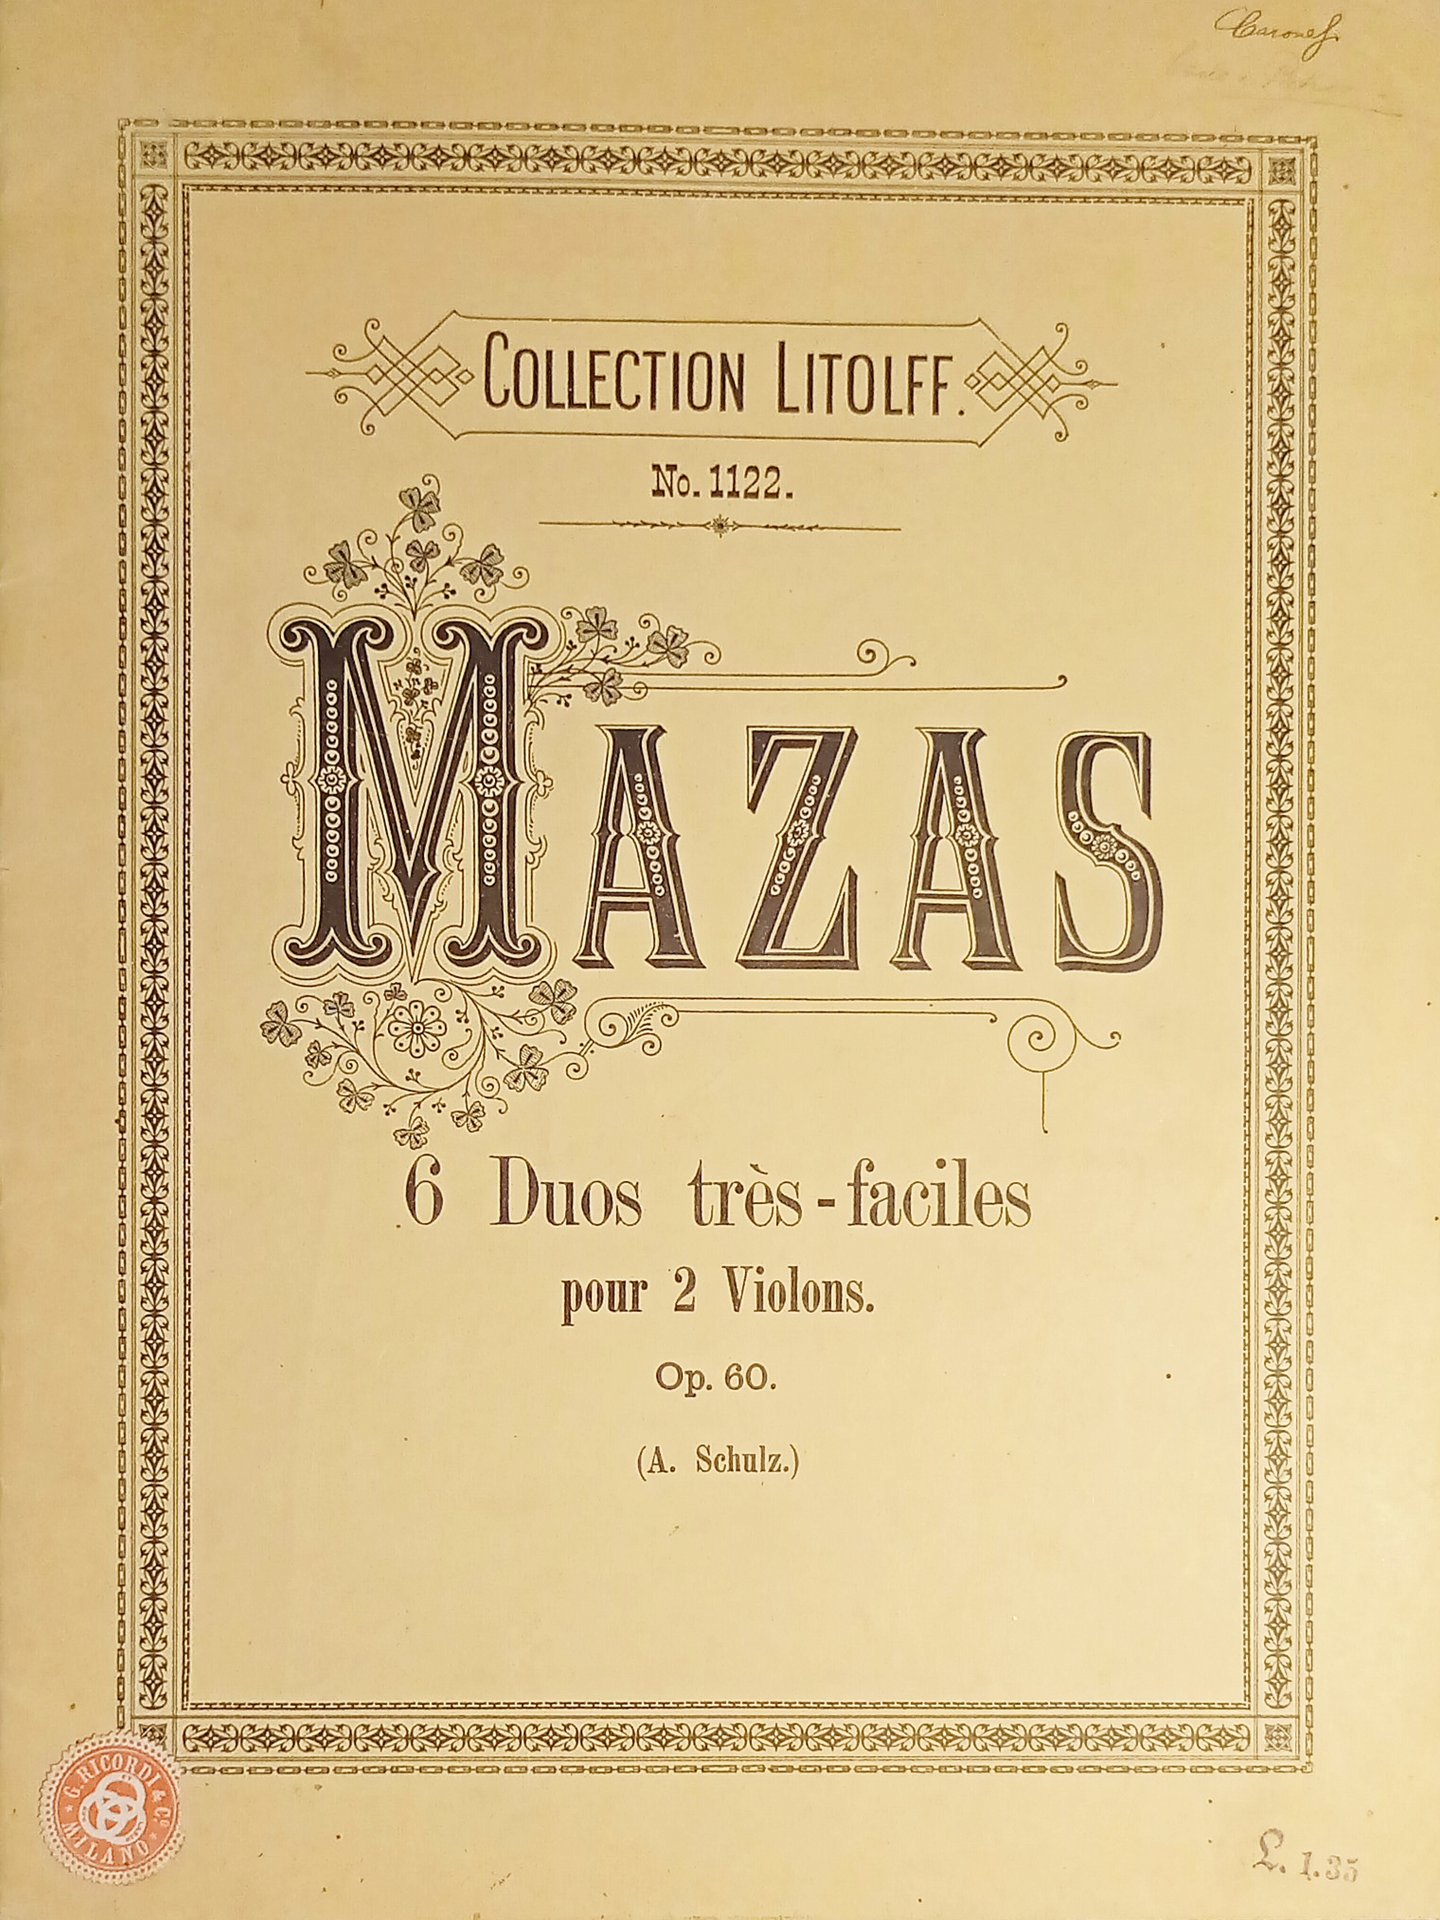 COLLECTION LITOLFF.
No. 1122.
MAZAS
6 Duos très-faciles
pour 2 Violons.
Op. 60.
(A. Schulz.)
G. RICORDI & Co.
MILANO
L. 1.35